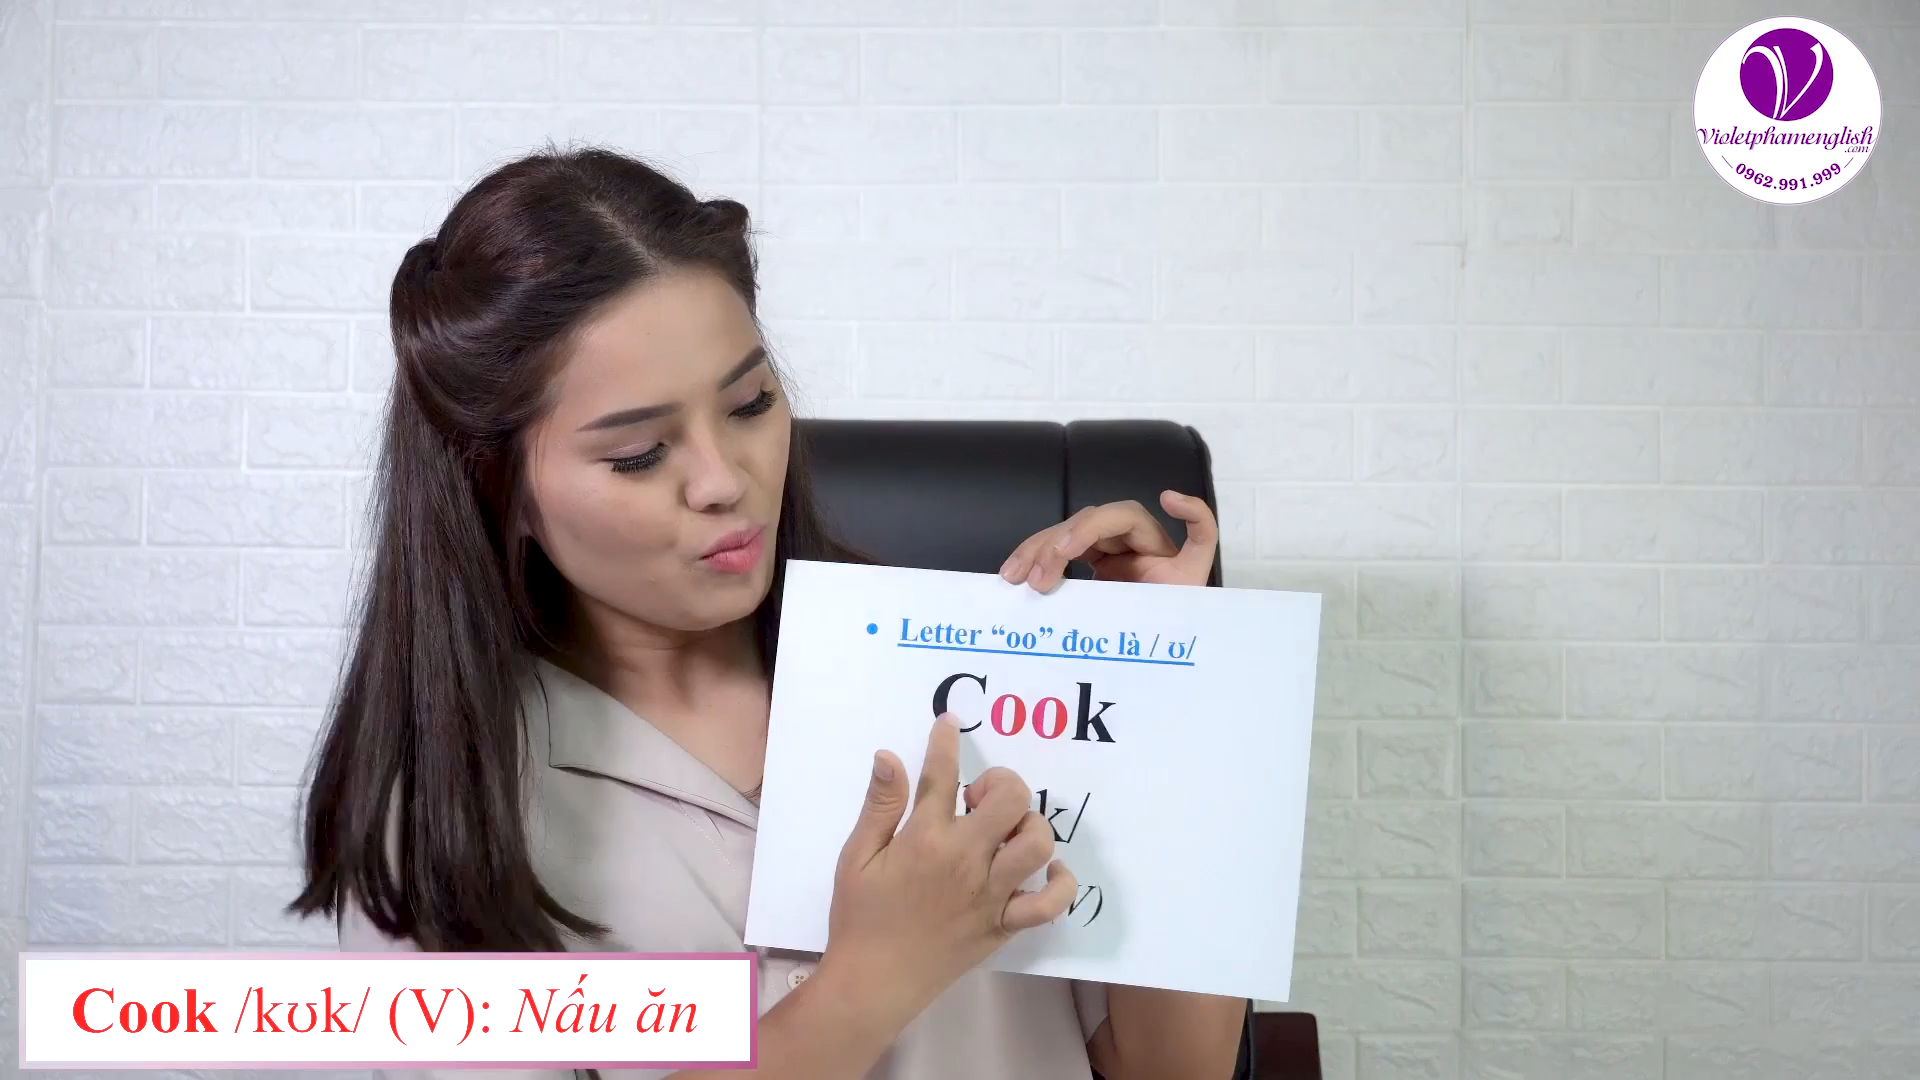 Violetphamenglish
.com
0962.991.999
• Letter “oo” đọc là / ʊ/
Cook
k/
V)
Cook /kʊk/ (V): Nấu ăn